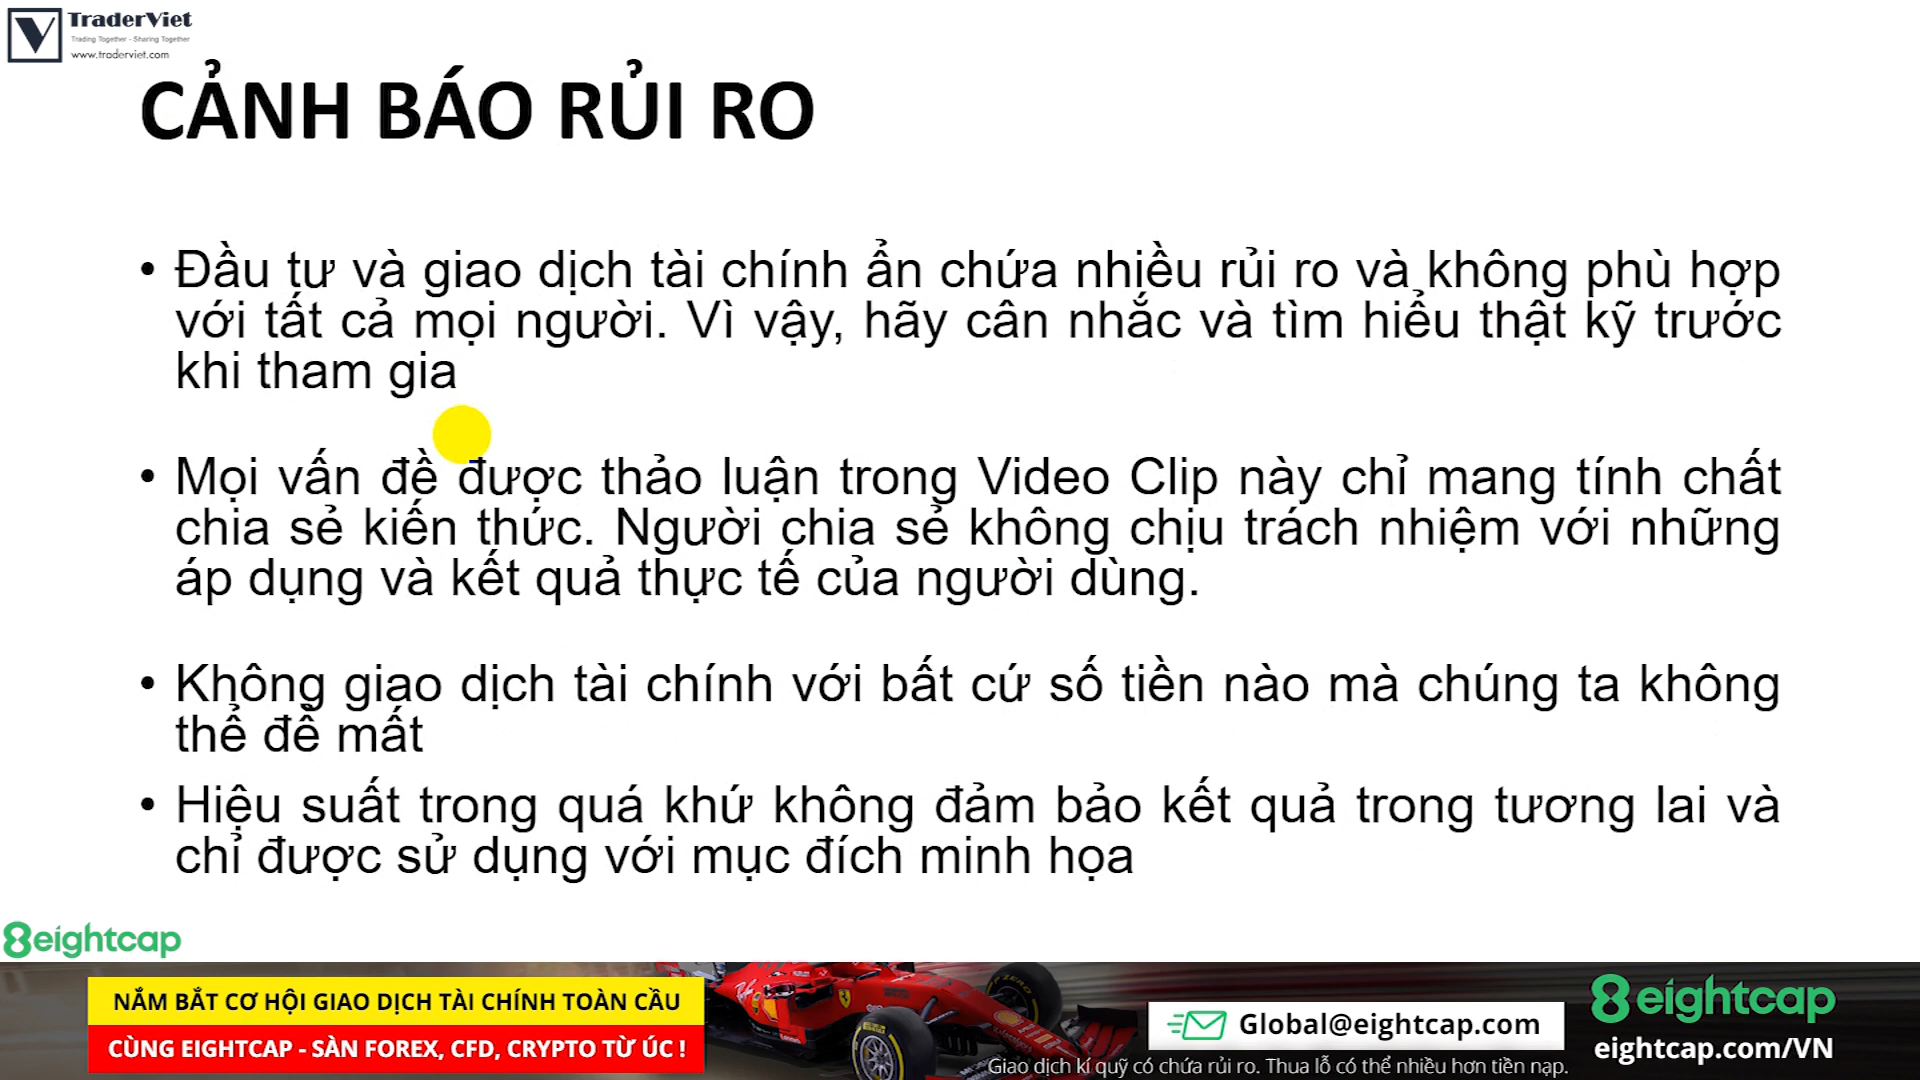 TraderViet
Trading Together - Sharing Together
www.traderviet.com
CẢNH BÁO RỦI RO
• Đầu tư và giao dịch tài chính ẩn chứa nhiều rủi ro và không phù hợp
với tất cả mọi người. Vì vậy, hãy cân nhắc và tìm hiểu thật kỹ trước
khi tham gia
• Mọi vấn đề được thảo luận trong Video Clip này chỉ mang tính chất
chia sẻ kiến thức. Người chia sẻ không chịu trách nhiệm với những
áp dụng và kết quả thực tế của người dùng.
• Không giao dịch tài chính với bất cứ số tiền nào mà chúng ta không
thể để mất
• Hiệu suất trong quá khứ không đảm bảo kết quả trong tương lai và
chỉ được sử dụng với mục đích minh họa
8eightcap
NẮM BẮT CƠ HỘI GIAO DỊCH TÀI CHÍNH TOÀN CẦU
CÙNG EIGHTCAP - SÀN FOREX, CFD, CRYPTO TỪ ÚC !
P ZERO
Global@eightcap.com
Giao dịch kí quỹ có chứa rủi ro. Thua lỗ có thể nhiều hơn tiền nạp.
8eightcap
eightcap.com/VN